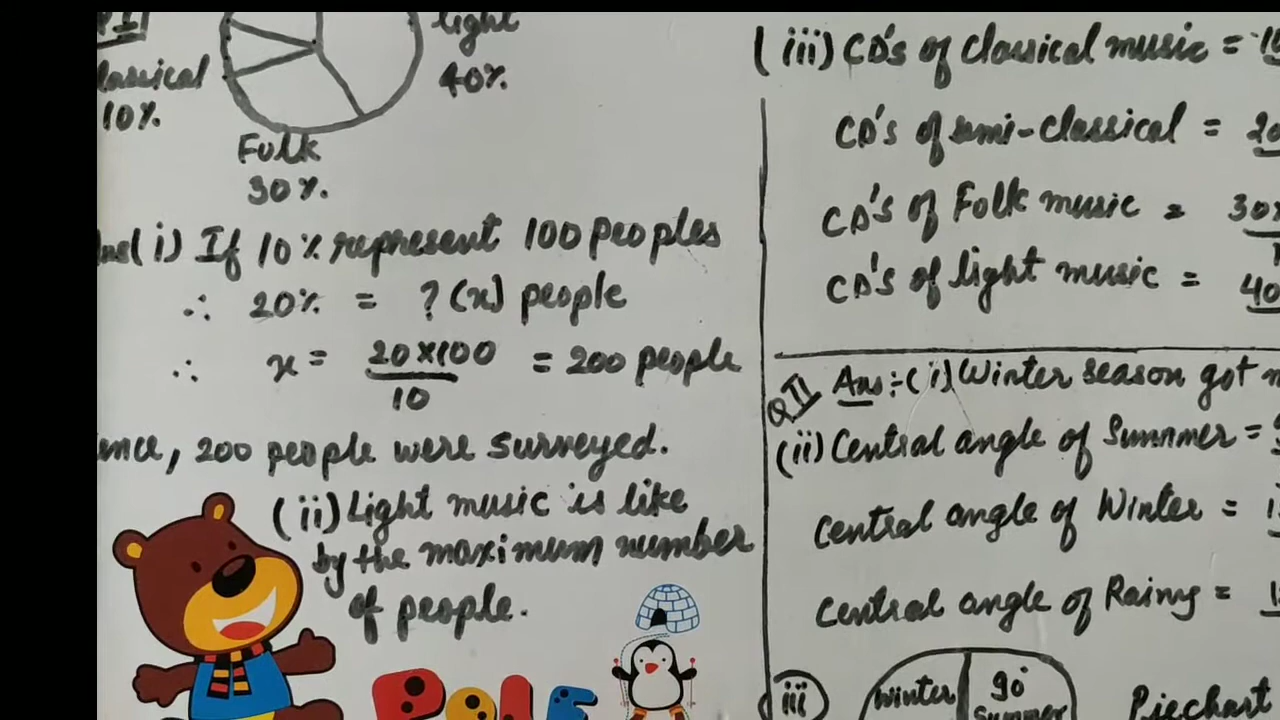 light
40%
10%
Folk
30%.
(i) If 10% represent 100 peoples
∴ 20% = ? (x) people
∴ x = 20×100 = 200 people
10
, 200 people were surveyed.
(ii) Light music is like
by the maximum number
of people.
(iii) CD's of classical music =
CD's of semi-classical =
CD's of Folk music =
CD's of light music =
Q II Ans:- (i) Winter season got
(ii) Central angle of Summer =
Central angle of Winter =
Central angle of Rainy =
iii
Winter
90°
Summer
Piechart